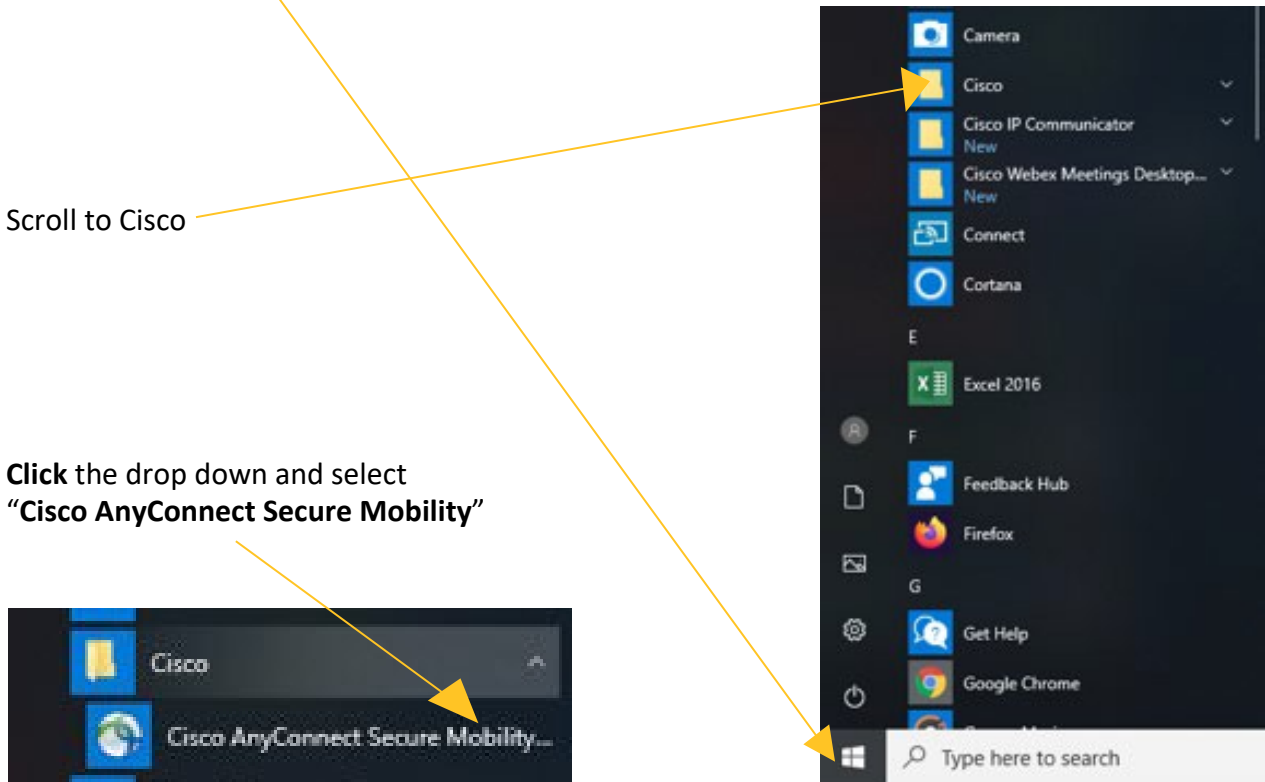 Scroll to Cisco
Click the drop down and select
“Cisco AnyConnect Secure Mobility”
Cisco
Cisco AnyConnect Secure Mobility...
Camera
Cisco
Cisco IP Communicator
New
Cisco Webex Meetings Desktop...
New
Connect
Cortana
E
Excel 2016
F
Feedback Hub
Firefox
G
Get Help
Google Chrome
Type here to search